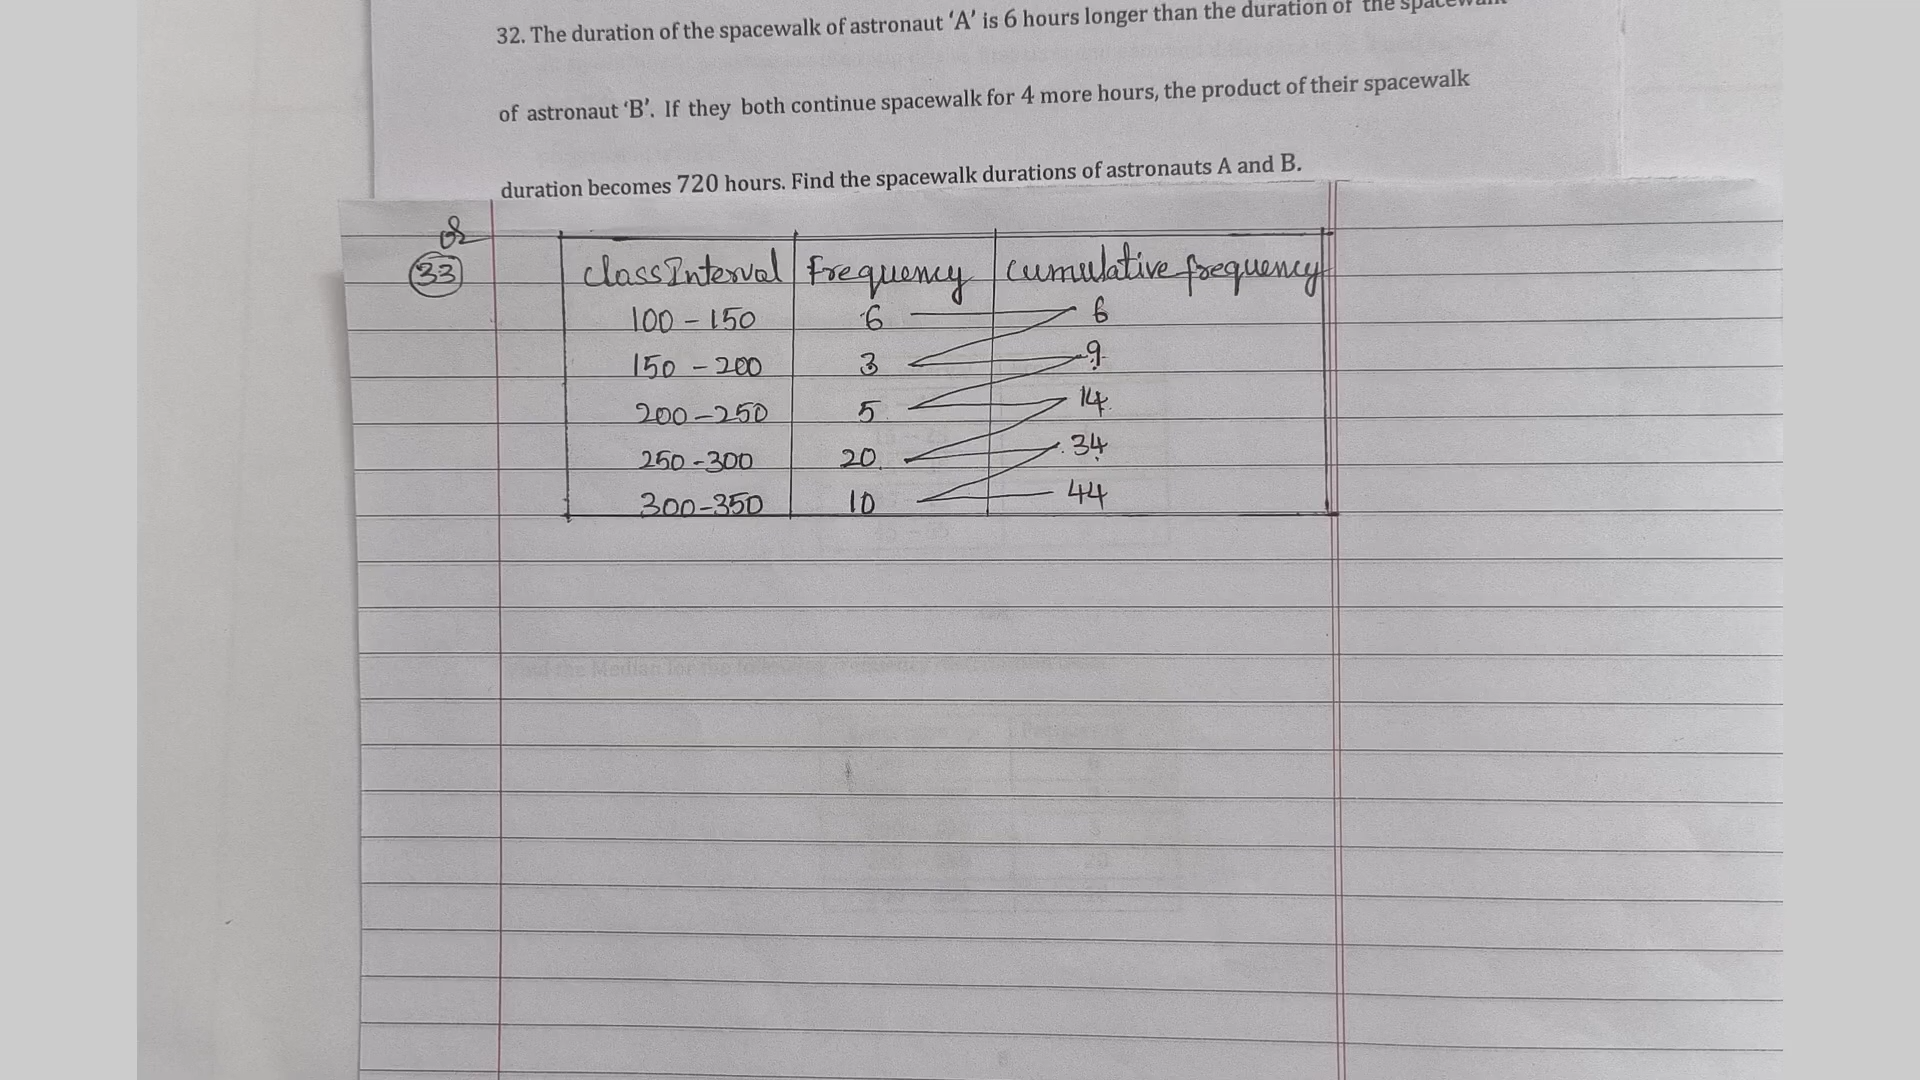 32. The duration of the spacewalk of astronaut ‘A’ is 6 hours longer than the duration of the spacewalk
of astronaut ‘B’. If they both continue spacewalk for 4 more hours, the product of their spacewalk
duration becomes 720 hours. Find the spacewalk durations of astronauts A and B.
33
class Interval Frequency cumulative frequency
100 - 150 6 6
150 - 200 3 9
200 - 250 5 14
250 - 300 20 34
300 - 350 10 44